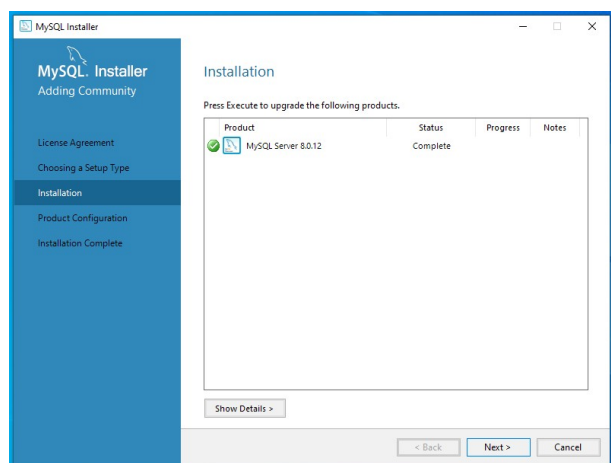 MySQL Installer
MySQL. Installer
Adding Community
License Agreement
Choosing a Setup Type
Installation
Product Configuration
Installation Complete
Installation
Press Execute to upgrade the following products.
Product Status Progress Notes
MySQL Server 8.0.12 Complete
Show Details >
< Back Next > Cancel